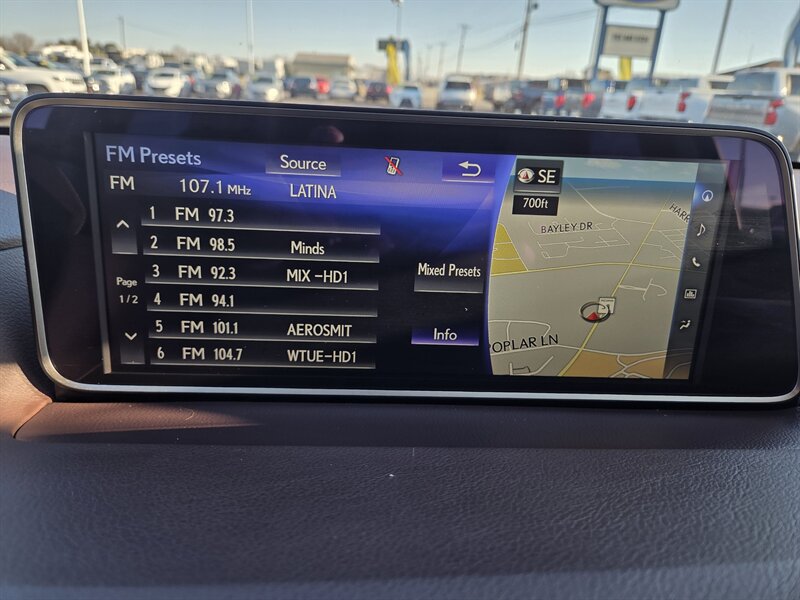 FM Presets Source
FM 107.1 MHz LATINA
1 FM 97.3
2 FM 98.5 Minds
3 FM 92.3 MIX-HD1
4 FM 94.1
5 FM 101.1 AEROSMIT
6 FM 104.7 WTUE-HD1
Page
1/2
Mixed Presets
Info
SE
700ft
BAYLEY DR
HARR
POPLAR LN